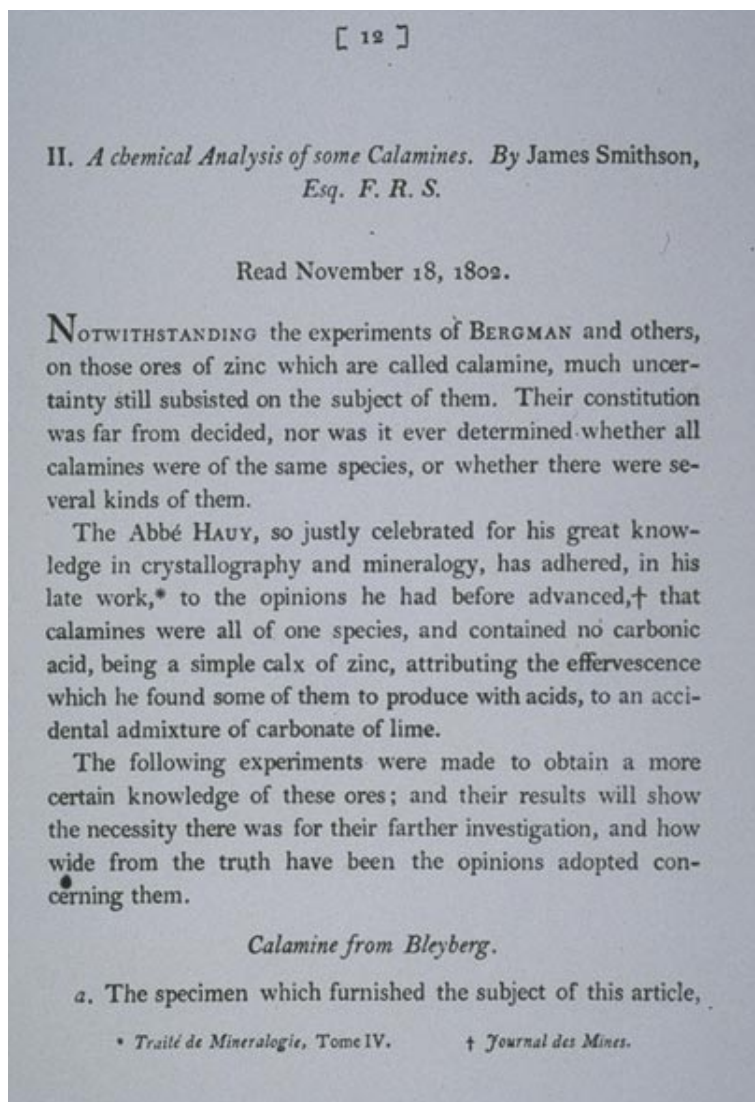 [ 12 ]
II. A chemical Analysis of some Calamines. By James Smithson,
Esq. F. R. S.
Read November 18, 1802.
NOTWITHSTANDING the experiments of BERGMAN and others,
on those ores of zinc which are called calamine, much uncer-
tainty still subsisted on the subject of them. Their constitution
was far from decided, nor was it ever determined whether all
calamines were of the same species, or whether there were se-
veral kinds of them.
The Abbé HAUY, so justly celebrated for his great know-
ledge in crystallography and mineralogy, has adhered, in his
late work,* to the opinions he had before advanced,† that
calamines were all of one species, and contained no carbonic
acid, being a simple calx of zinc, attributing the effervescence
which he found some of them to produce with acids, to an acci-
dental admixture of carbonate of lime.
The following experiments were made to obtain a more
certain knowledge of these ores; and their results will show
the necessity there was for their farther investigation, and how
wide from the truth have been the opinions adopted con-
cerning them.
Calamine from Bleyberg.
a. The specimen which furnished the subject of this article,
* Traité de Mineralogie, Tome IV. † Journal des Mines.